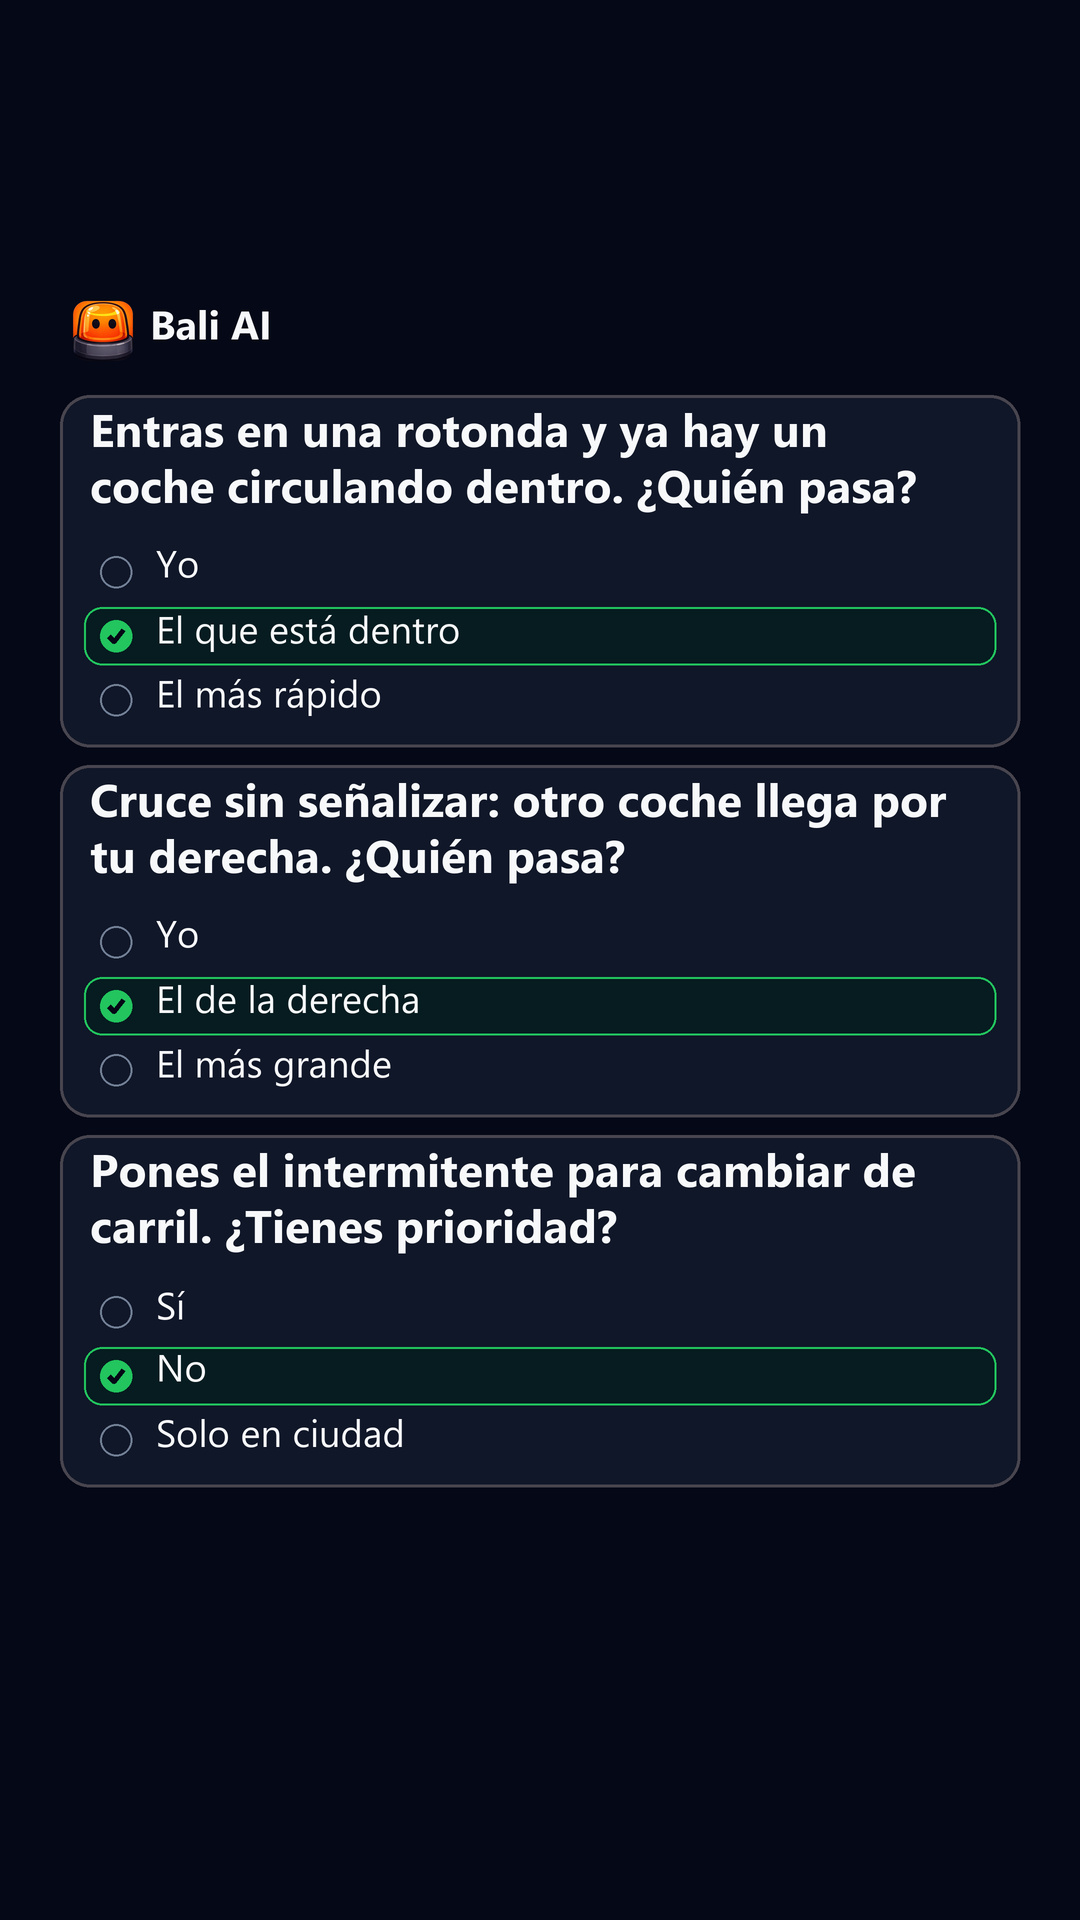 Bali AI
Entras en una rotonda y ya hay un
coche circulando dentro. ¿Quién pasa?
Yo
El que está dentro
El más rápido
Cruce sin señalizar: otro coche llega por
tu derecha. ¿Quién pasa?
Yo
El de la derecha
El más grande
Pones el intermitente para cambiar de
carril. ¿Tienes prioridad?
Sí
No
Solo en ciudad